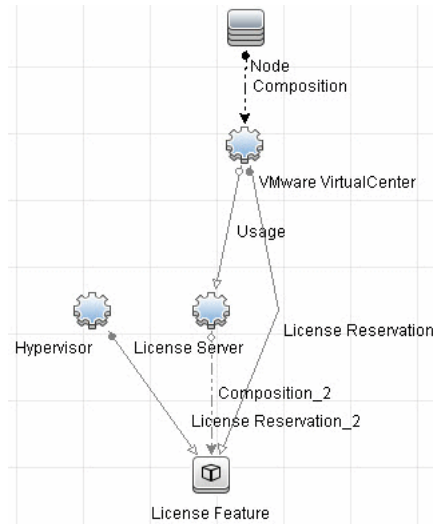 Node
Composition
VMware VirtualCenter
Usage
License Reservation
Hypervisor
License Server
Composition_2
License Reservation_2
License Feature